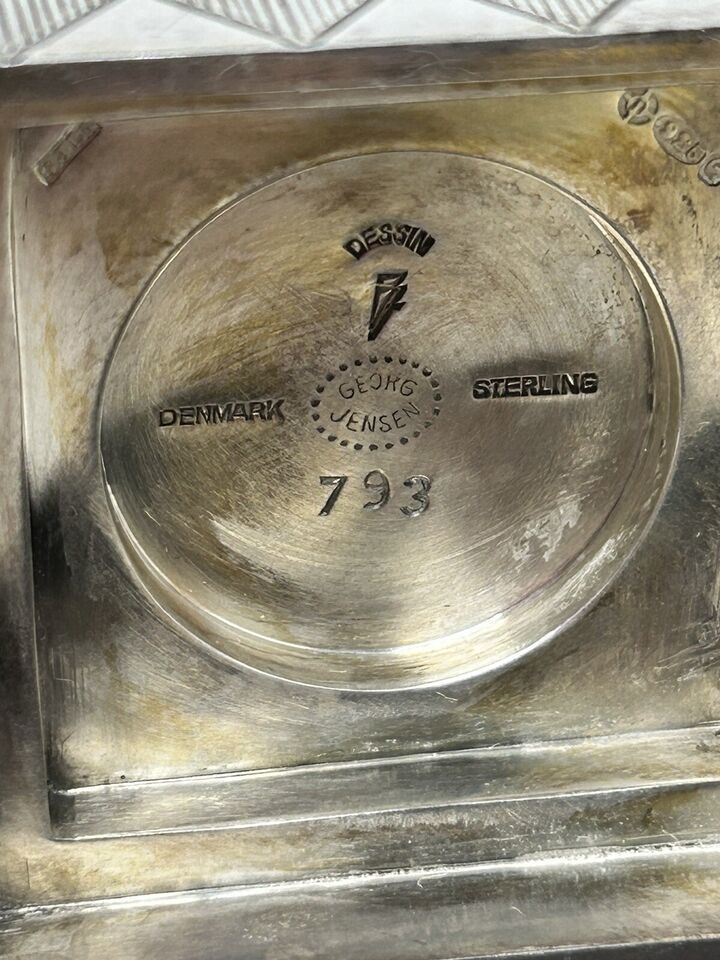 DESSIN
GEORG
JENSEN
DENMARK
STERLING
793